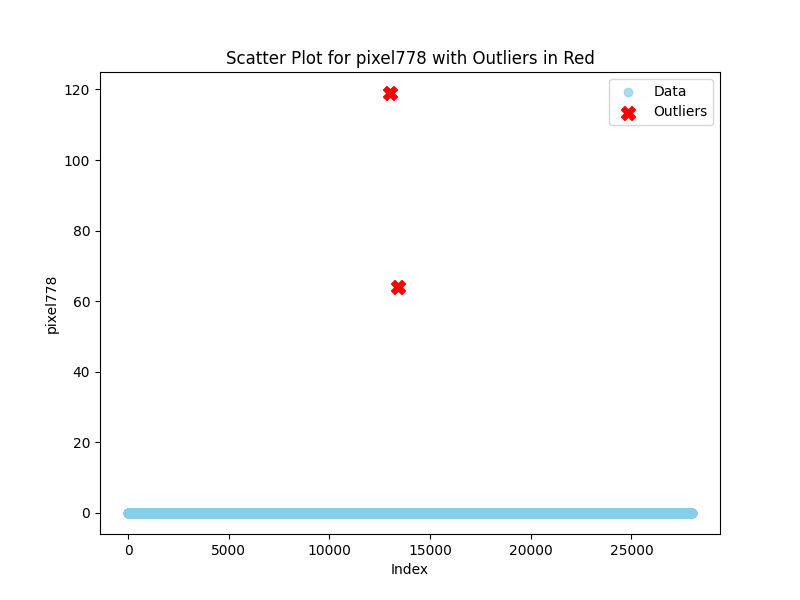 Scatter Plot for pixel778 with Outliers in Red
Data
Outliers
120
100
80
60
40
20
0
pixel778
0 5000 10000 15000 20000 25000
Index